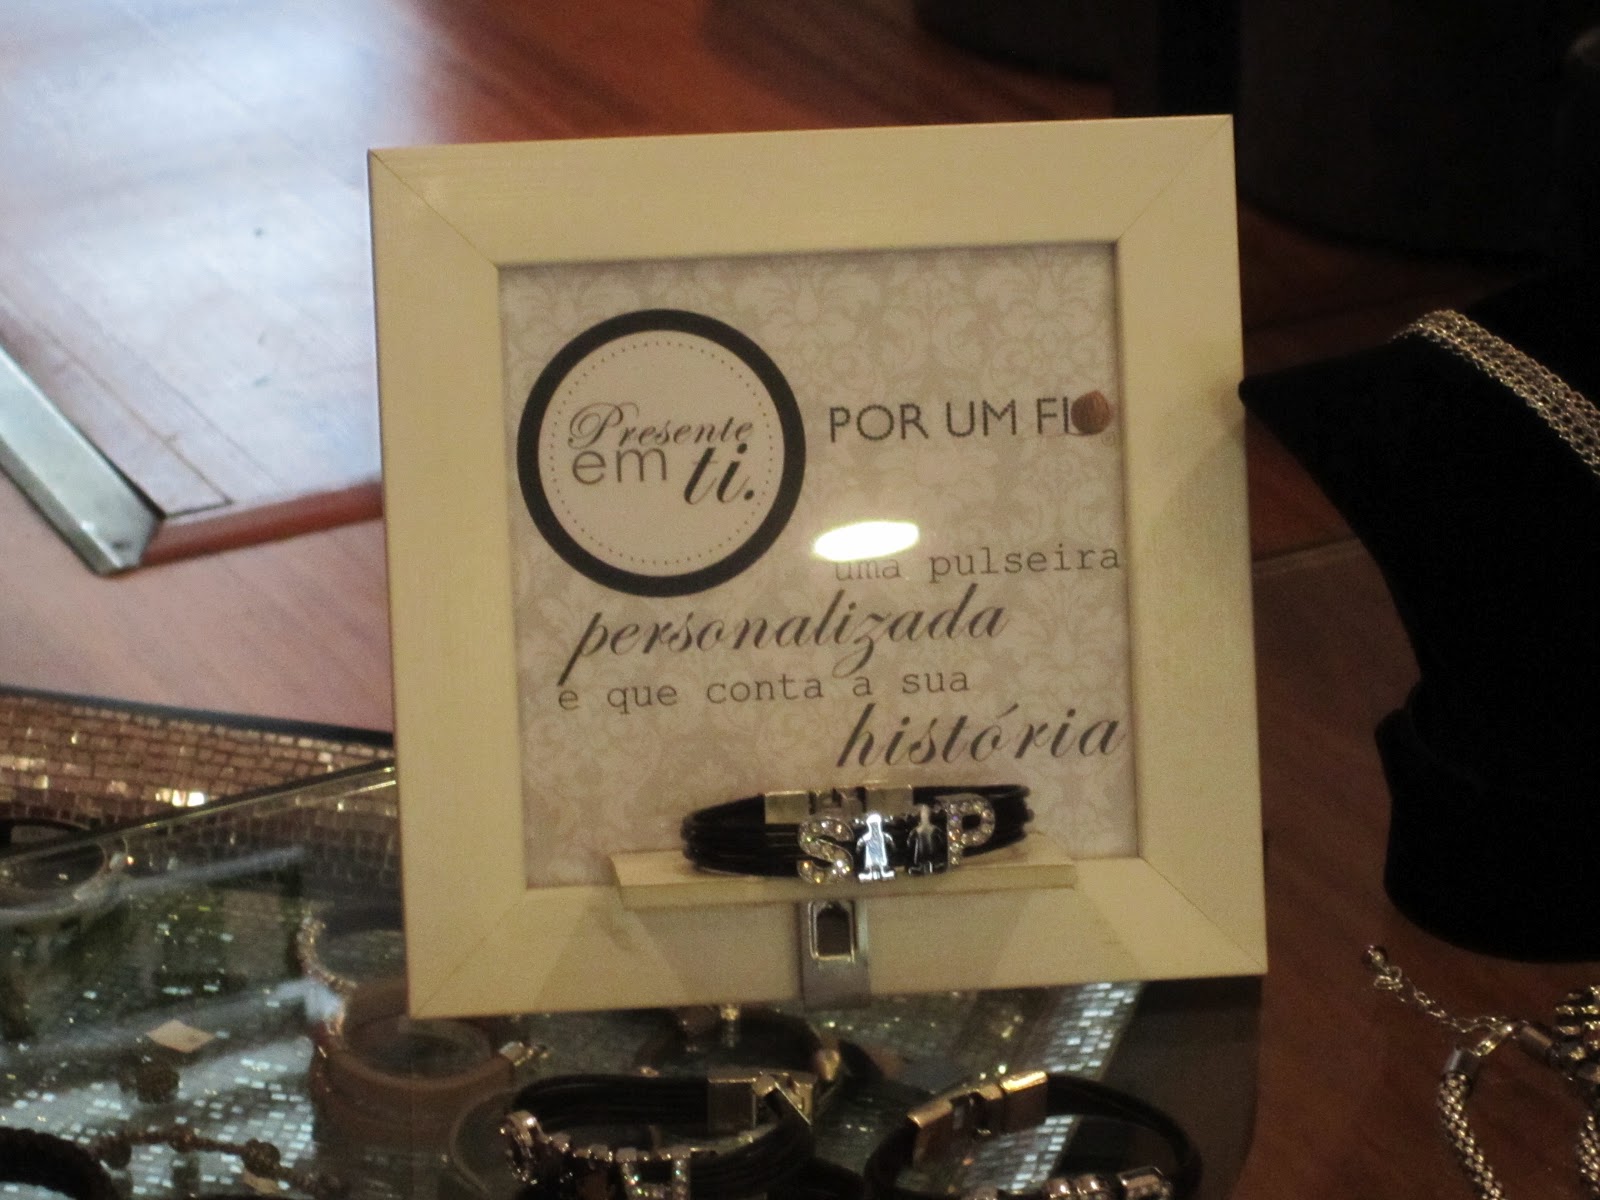 Presente
em ti.
POR UM FIO
uma pulseira
personalizada
e que conta a sua
história
S P